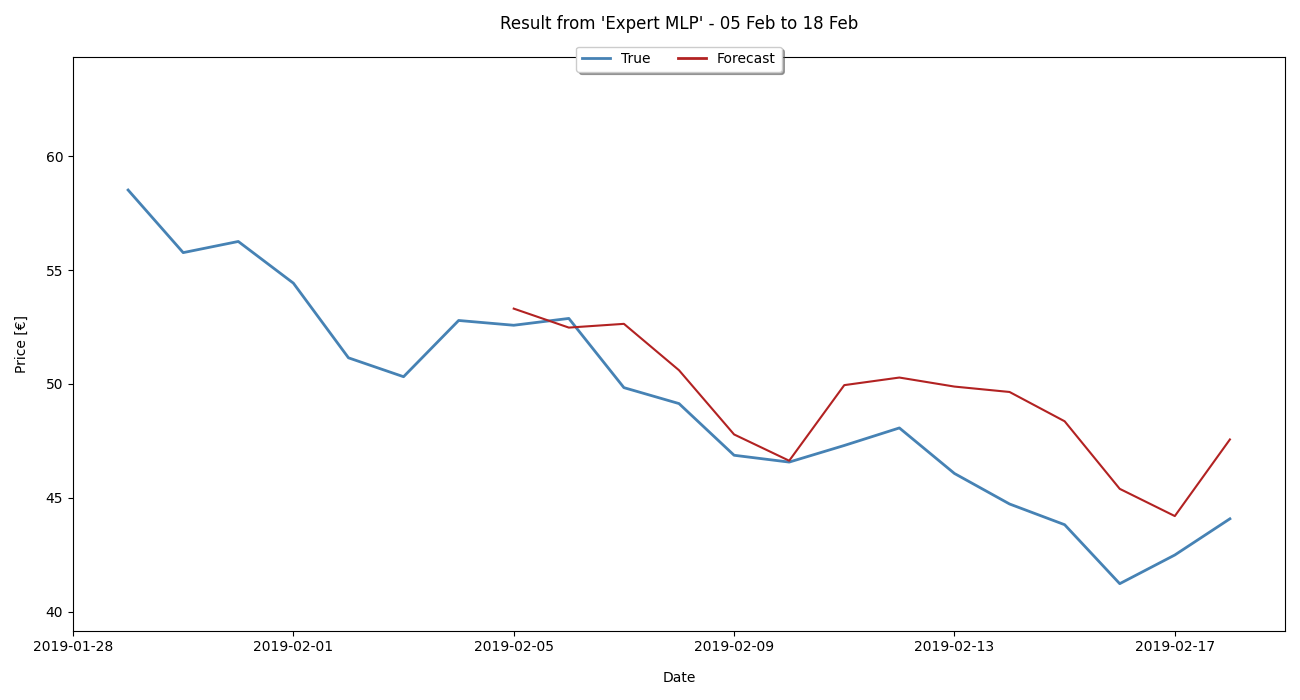 Result from 'Expert MLP' - 05 Feb to 18 Feb
True Forecast
Price [€]
60
55
50
45
40
2019-01-28 2019-02-01 2019-02-05 2019-02-09 2019-02-13 2019-02-17
Date